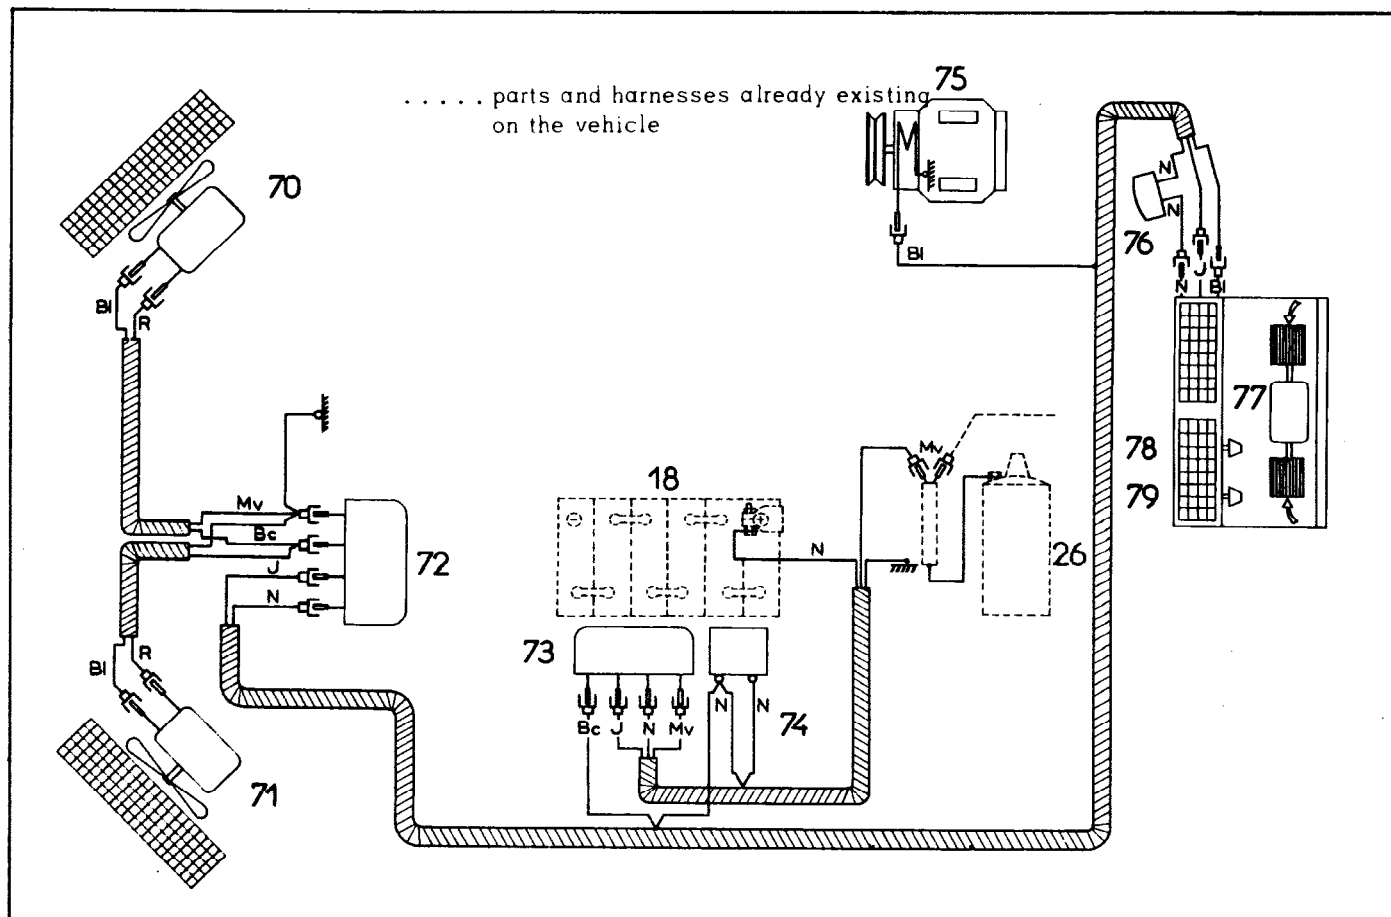 75
. . . . . parts and harnesses already existing
on the vehicle
70
N
N
76
Bl
N
J
Bl
Bl
R
77
78
79
Mv
18
Mv
Bc
72
J
N
N
26
R
Bl
73
N
N
74
Bc
J
N
Mv
71